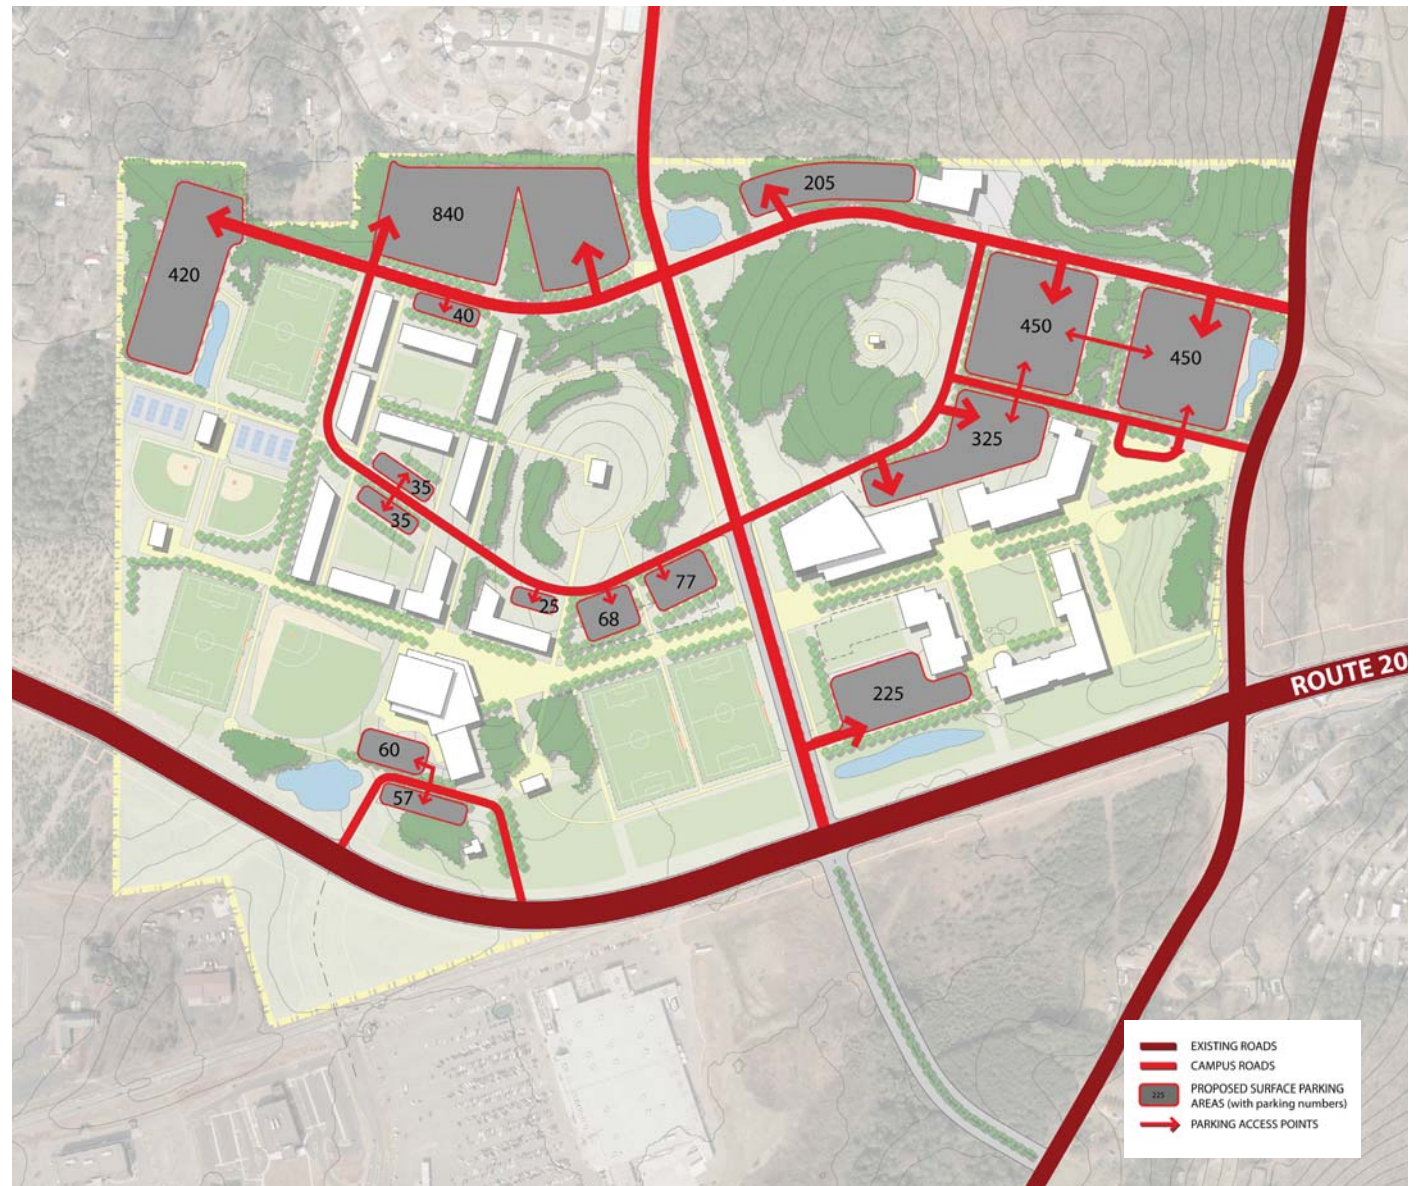 205
840
420
40
450
450
325
35
35
77
25
68
225
60
57
ROUTE 20
EXISTING ROADS
CAMPUS ROADS
225
PROPOSED SURFACE PARKING
AREAS (with parking numbers)
PARKING ACCESS POINTS